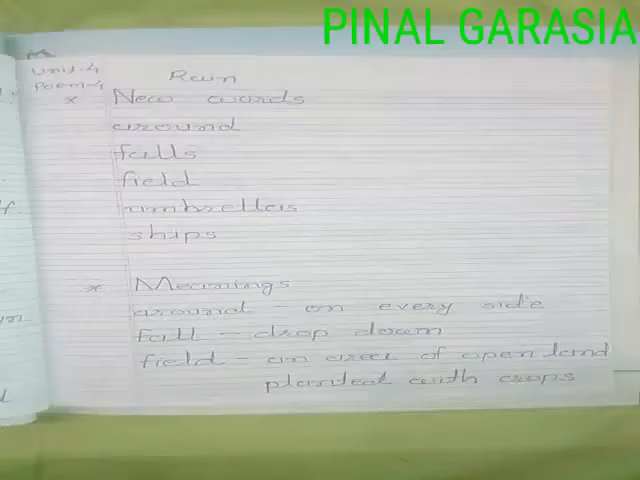 PINAL GARASIA
Unit-4
Poem-4
Rain
* New words
around
falls
field
umbrellas
ships
* Meanings
around - on every side
fall - drop down
field - an area of open land
planted with crops